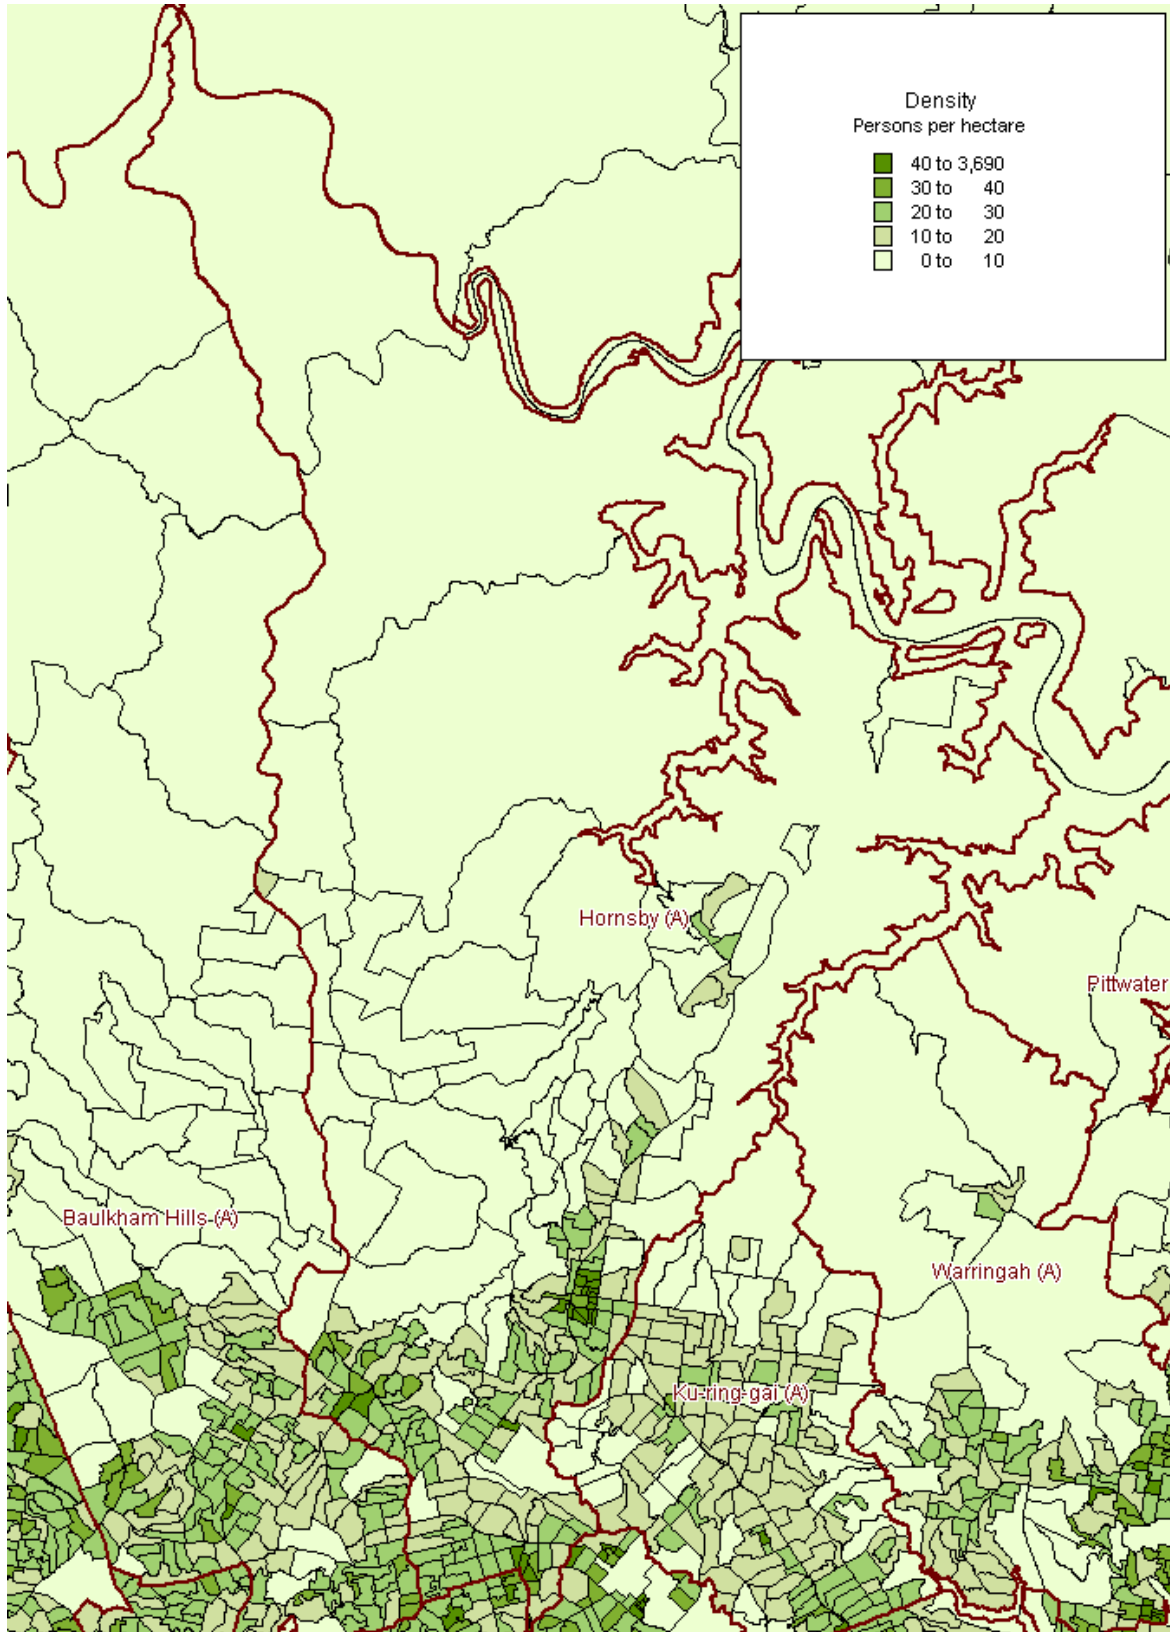 Density
Persons per hectare
40 to 3,690
30 to 40
20 to 30
10 to 20
0 to 10
Hornsby (A)
Pittwater
Baulkham Hills (A)
Warringah (A)
Ku-ring-gai (A)